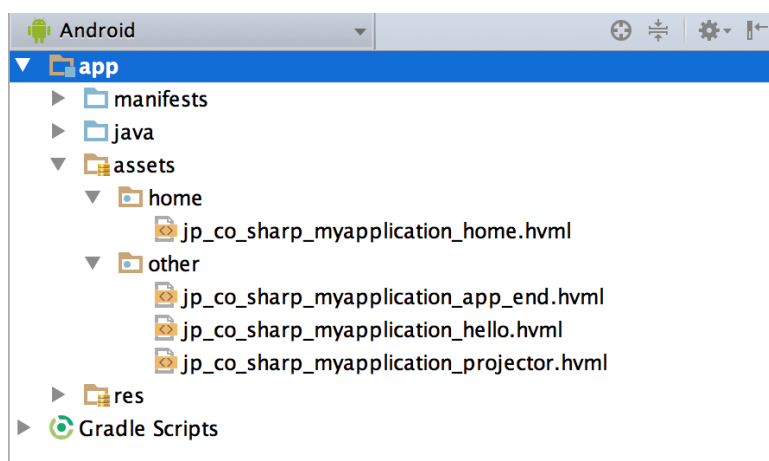 Android
app
manifests
java
assets
home
jp_co_sharp_myapplication_home.hvml
other
jp_co_sharp_myapplication_app_end.hvml
jp_co_sharp_myapplication_hello.hvml
jp_co_sharp_myapplication_projector.hvml
res
Gradle Scripts